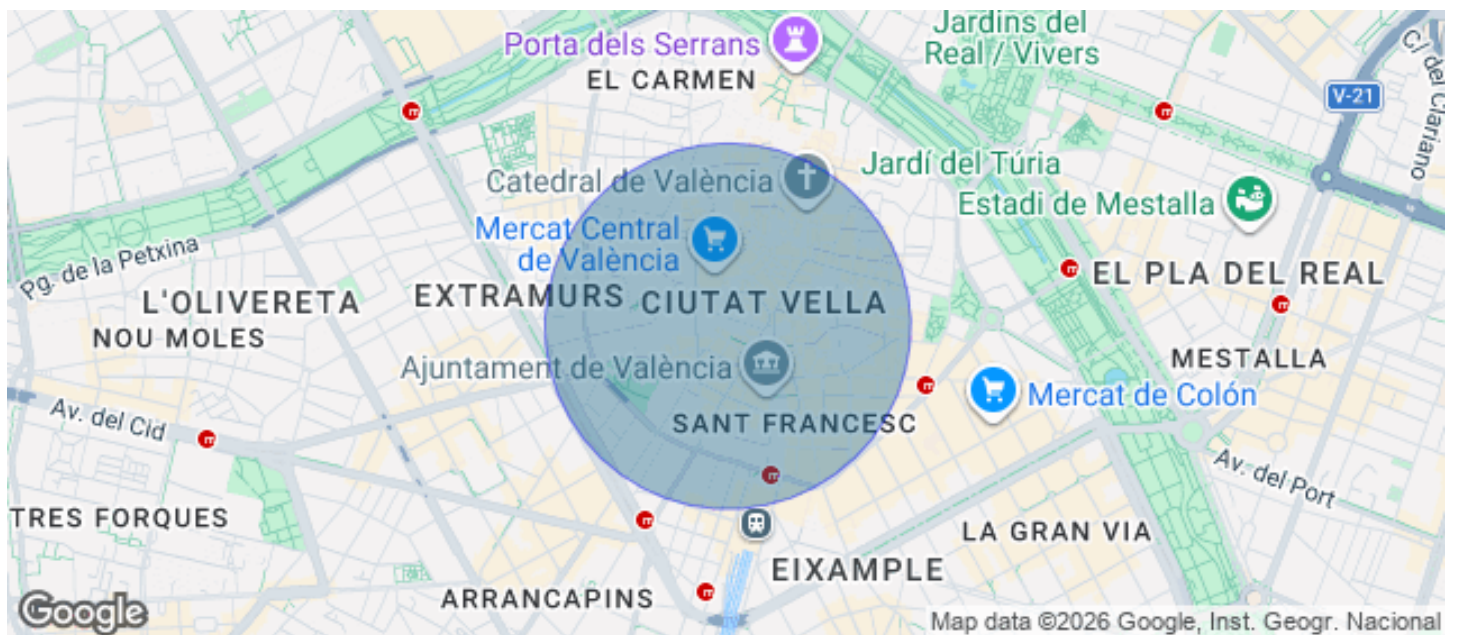 Porta dels Serrans
EL CARMEN
Jardins del
Real / Vivers
V-21
Cl del Clariano
Catedral de València
Jardí del Túria
Estadi de Mestalla
Mercat Central
de València
Pg. de la Petxina
L'OLIVERETA
EXTRAMURS
CIUTAT VELLA
EL PLA DEL REAL
NOU MOLES
Ajuntament de València
MESTALLA
Mercat de Colón
Av. del Cid
SANT FRANCESC
Av. del Port
TRES FORQUES
LA GRAN VIA
EIXAMPLE
ARRANCAPINS
Google
Map data ©2026 Google, Inst. Geogr. Nacional